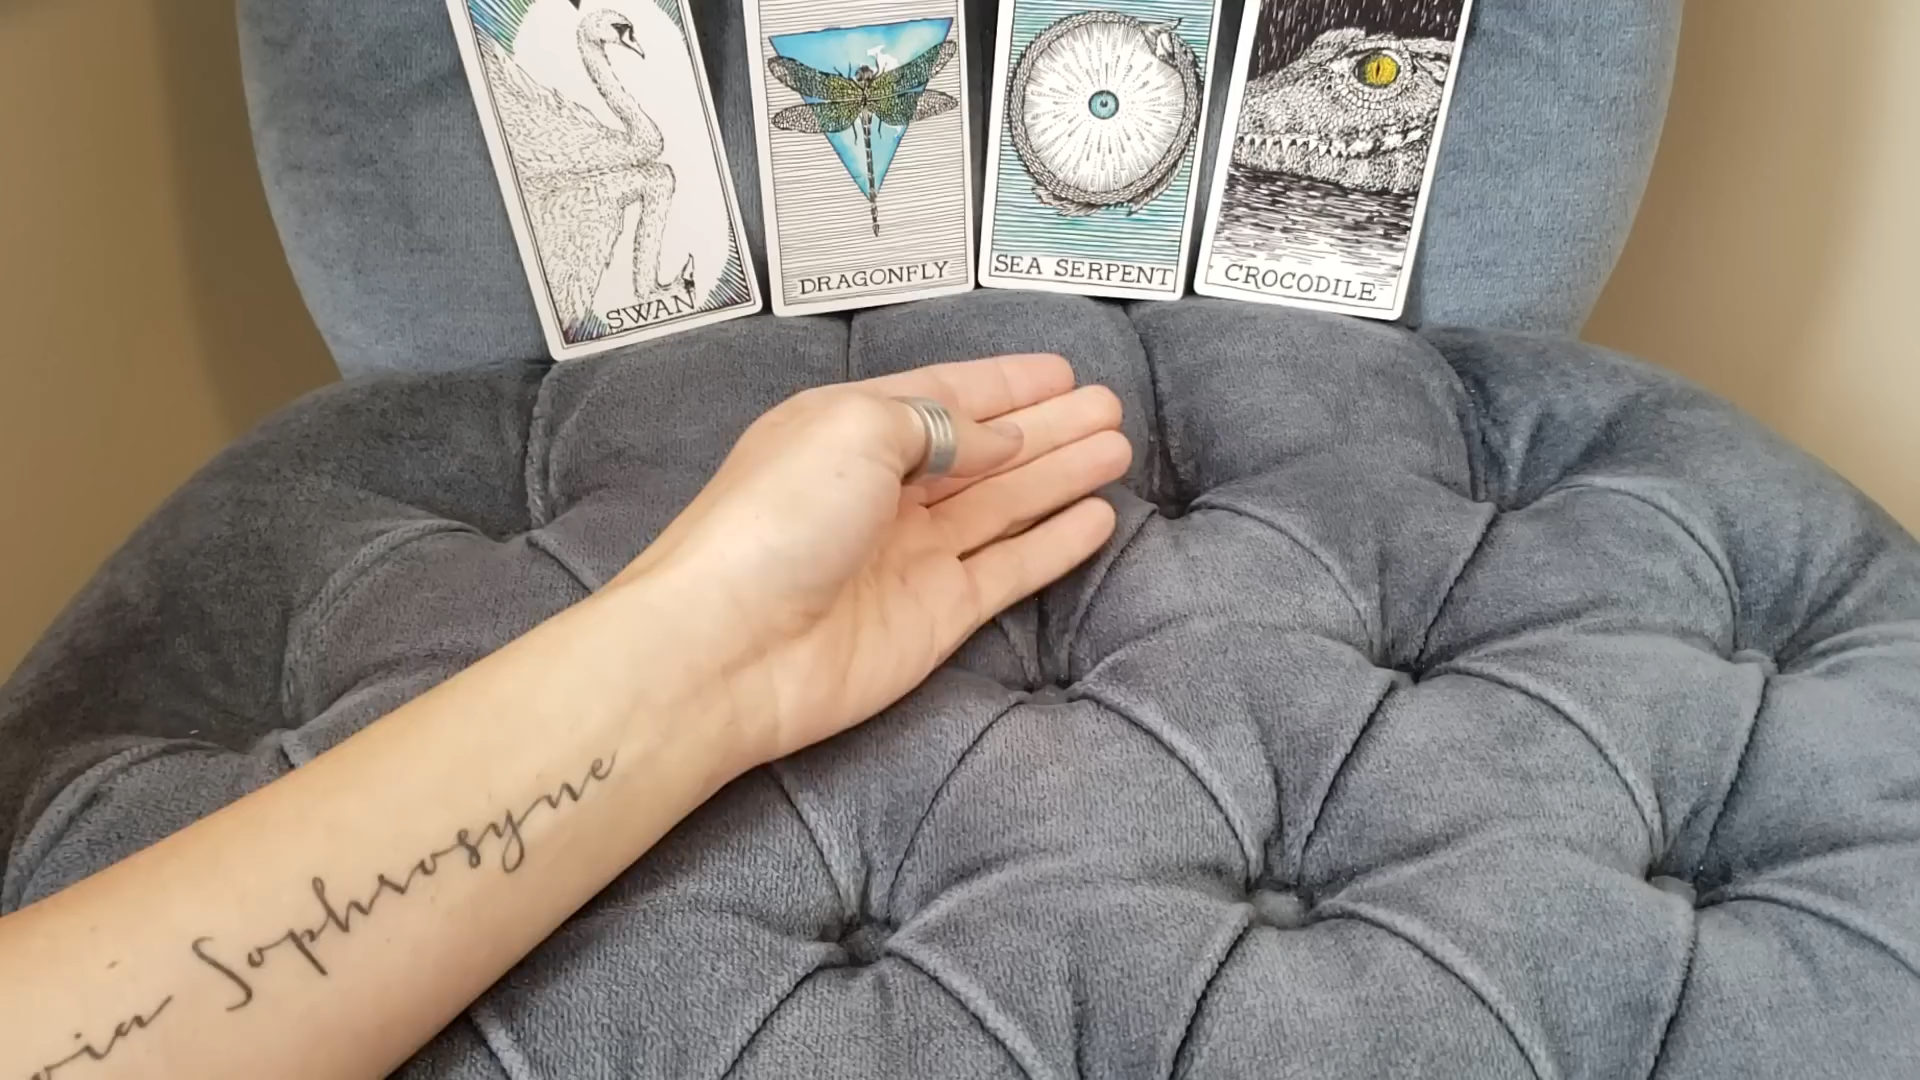 SWAN
DRAGONFLY
SEA SERPENT
CROCODILE
Sophrosyne